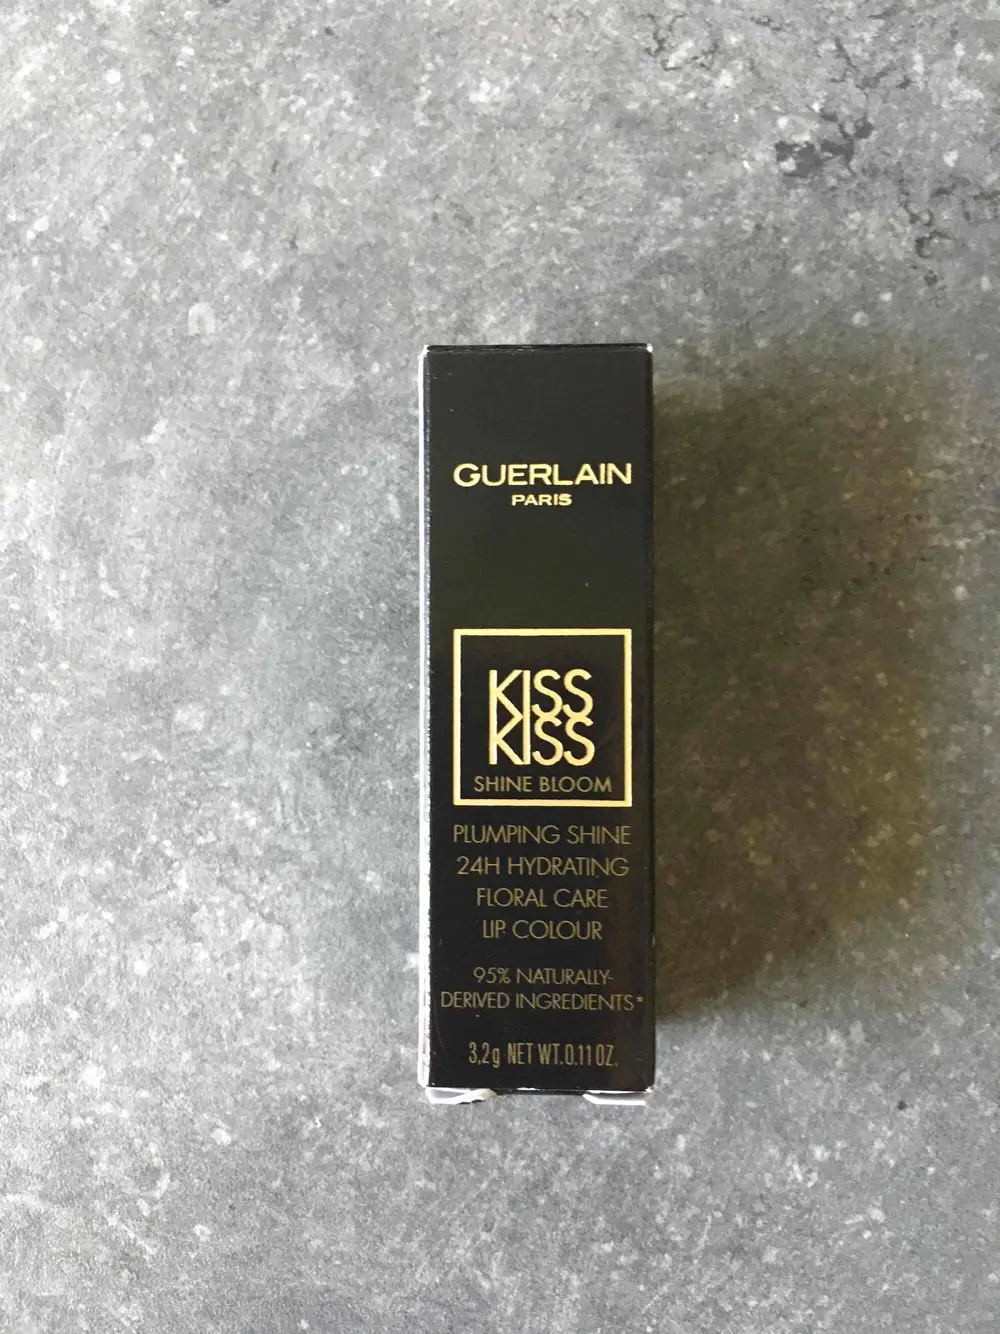 GUERLAIN
PARIS
KISS
KISS
SHINE BLOOM
PLUMPING SHINE
24H HYDRATING
FLORAL CARE
LIP COLOUR
95% NATURALLY-
DERIVED INGREDIENTS*
3,2g NET WT.0.11 OZ.